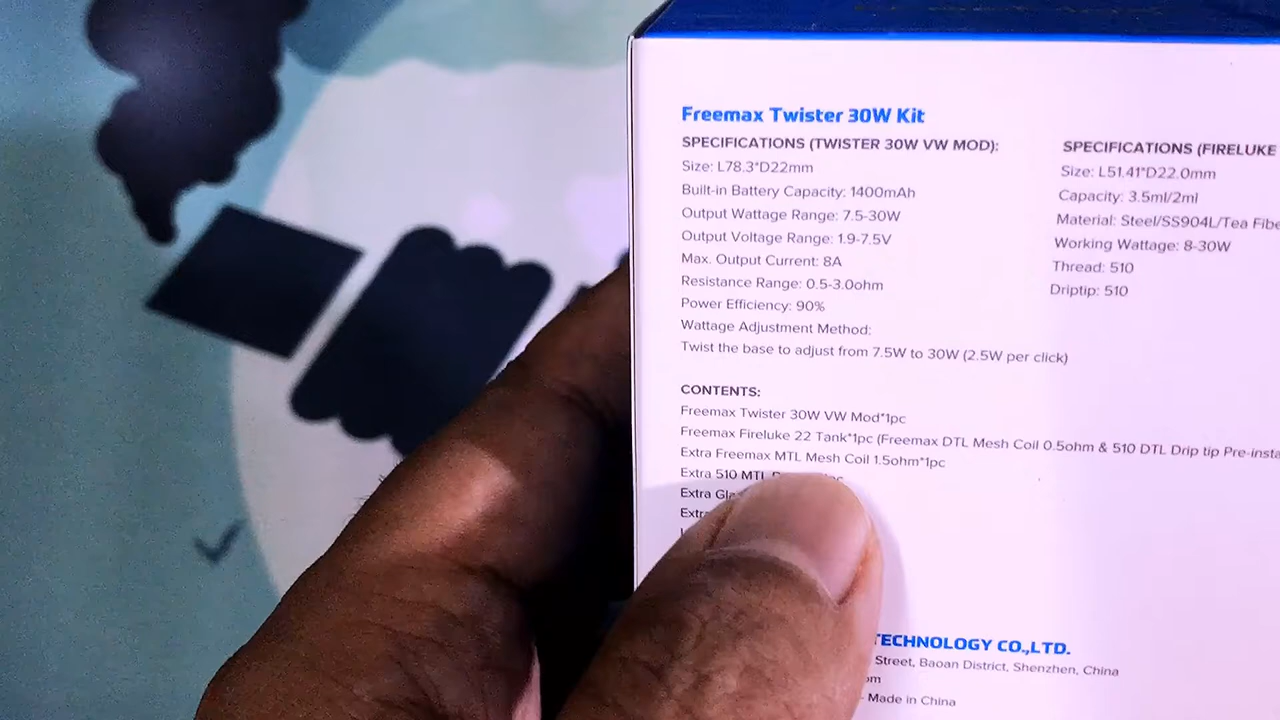 Freemax Twister 30W Kit
SPECIFICATIONS (TWISTER 30W VW MOD):
Size: L78.3*D22mm
Built-in Battery Capacity: 1400mAh
Output Wattage Range: 7.5-30W
Output Voltage Range: 1.9-7.5V
Max. Output Current: 8A
Resistance Range: 0.5-3.0ohm
Power Efficiency: 90%
Wattage Adjustment Method:
Twist the base to adjust from 7.5W to 30W (2.5W per click)
SPECIFICATIONS (FIRELUKE
Size: L51.41*D22.0mm
Capacity: 3.5ml/2ml
Material: Steel/SS904L/Tea
Working Wattage: 8-30W
Thread: 510
Driptip: 510
CONTENTS:
Freemax Twister 30W VW Mod*1pc
Freemax Fireluke 22 Tank*1pc (Freemax DTL Mesh Coil 0.5ohm & 510 DTL Drip tip
Extra Freemax MTL Mesh Coil 1.5ohm*1pc
Extra 510 MTL
Extra
Extra
TECHNOLOGY CO.,LTD.
Street, Baoan District, Shenzhen, China
Made in China